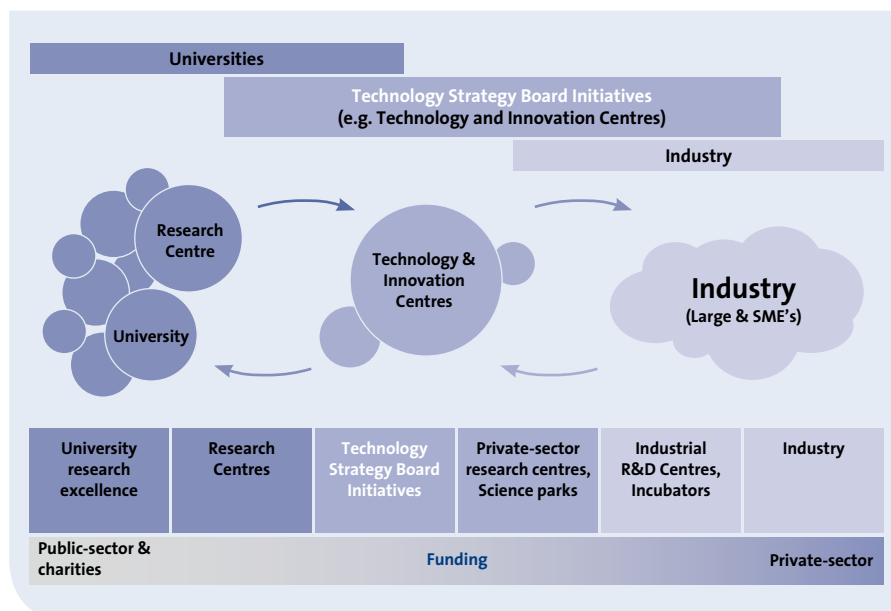 Universities
Technology Strategy Board Initiatives
(e.g. Technology and Innovation Centres)
Industry
Research
Centre
University
Technology &
Innovation
Centres
Industry
(Large & SME's)
University
research
excellence
Research
Centres
Technology
Strategy Board
Initiatives
Private-sector
research centres,
Science parks
Industrial
R&D Centres,
Incubators
Industry
Public-sector &
charities
Funding
Private-sector